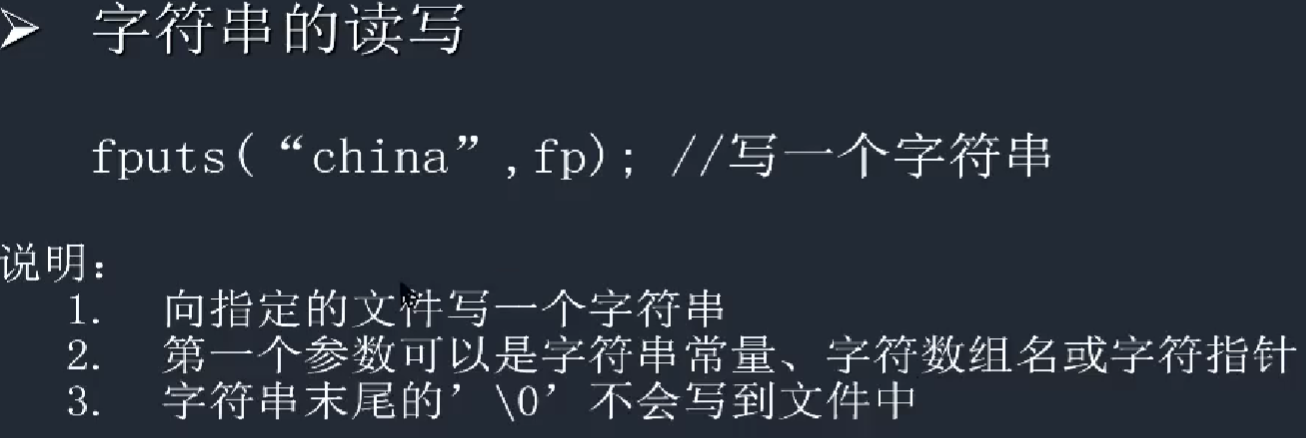 ➢ 字符串的读写
fputs(“china”,fp); //写一个字符串
说明：
1. 向指定的文件写一个字符串
2. 第一个参数可以是字符串常量、字符数组名或字符指针
3. 字符串末尾的’\0’不会写到文件中